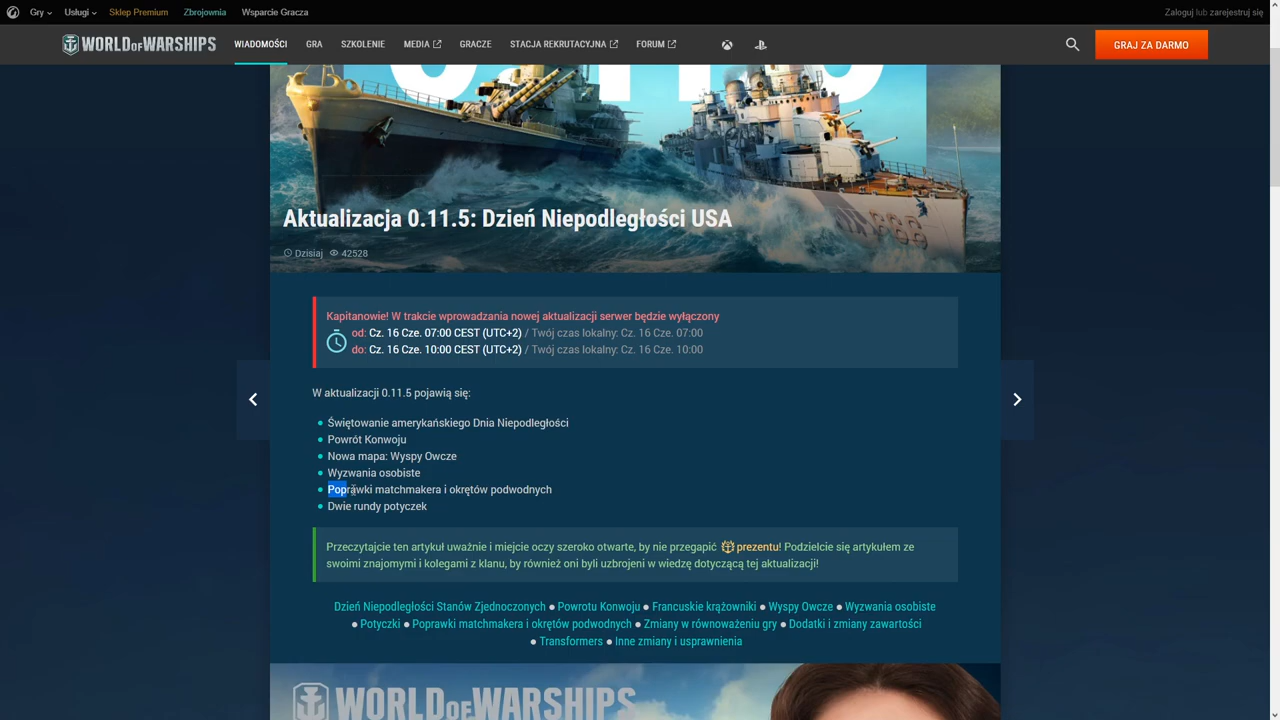 Gry
Usługi
Sklep Premium
Zbrojownia
Wsparcie Gracza
Zaloguj lub zarejestruj się
WORLD OF WARSHIPS
WIADOMOŚCI
GRA
SZKOLENIE
MEDIA
GRACZE
STACJA REKRUTACYJNA
FORUM
GRAJ ZA DARMO
Aktualizacja 0.11.5: Dzień Niepodległości USA
Dzisiaj 42528
Kapitanowie! W trakcie wprowadzania nowej aktualizacji serwer będzie wyłączony
od: Cz. 16 Cze. 07:00 CEST (UTC+2) / Twój czas lokalny: Cz. 16 Cze. 07:00
do: Cz. 16 Cze. 10:00 CEST (UTC+2) / Twój czas lokalny: Cz. 16 Cze. 10:00
W aktualizacji 0.11.5 pojawią się:
Świętowanie amerykańskiego Dnia Niepodległości
Powrót Konwoju
Nowa mapa: Wyspy Owcze
Wyzwania osobiste
Poprawki matchmakera i okrętów podwodnych
Dwie rundy potyczek
Przeczytajcie ten artykuł uważnie i miejcie oczy szeroko otwarte, by nie przegapić prezentu! Podzielcie się artykułem ze
swoimi znajomymi i kolegami z klanu, by również oni byli uzbrojeni w wiedzę dotyczącą tej aktualizacji!
Dzień Niepodległości Stanów Zjednoczonych ● Powrotu Konwoju ● Francuskie krążowniki ● Wyspy Owcze ● Wyzwania osobiste
● Potyczki ● Poprawki matchmakera i okrętów podwodnych ● Zmiany w równoważeniu gry ● Dodatki i zmiany zawartości
● Transformers ● Inne zmiany i usprawnienia
WORLD OF WARSHIPS